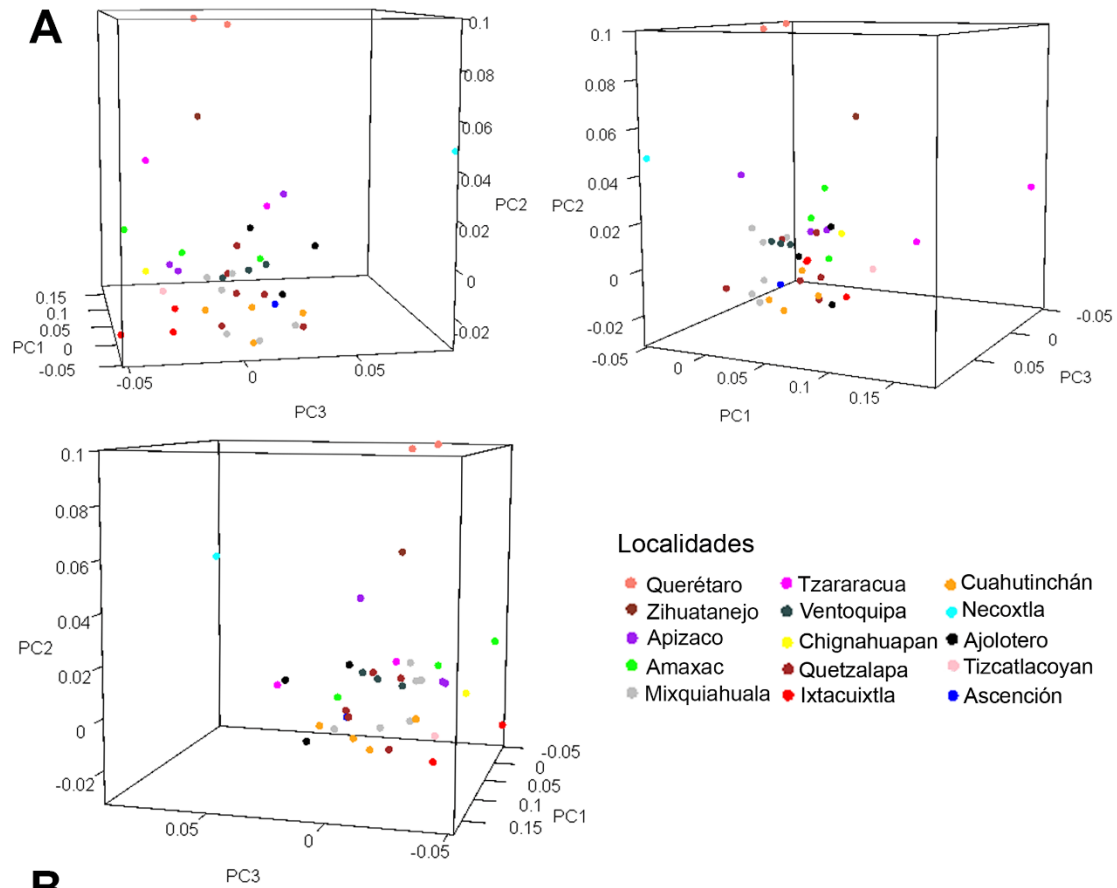 A
0.1
0.08
0.06
0.04
0.02
0
-0.02
PC2
0.15
0.1
0.05
0
-0.05
PC1
-0.05
0
0.05
PC3
0.1
0.08
0.06
0.04
0.02
0
-0.02
PC2
-0.05
0
0.05
0.1
0.15
PC1
-0.05
0
0.05
PC3
0.1
0.08
0.06
0.04
0.02
0
-0.02
PC2
0.05
0
-0.05
PC3
-0.05
0
0.05
0.1
0.15
PC1
Localidades
Querétaro
Zihuatanejo
Apizaco
Amaxac
Mixquiahuala
Tzararacua
Ventoquipa
Chignahuapan
Quetzalapa
Ixtacuixtla
Cuahutinchán
Necoxtla
Ajolotero
Tizcatlacoyan
Ascención
B